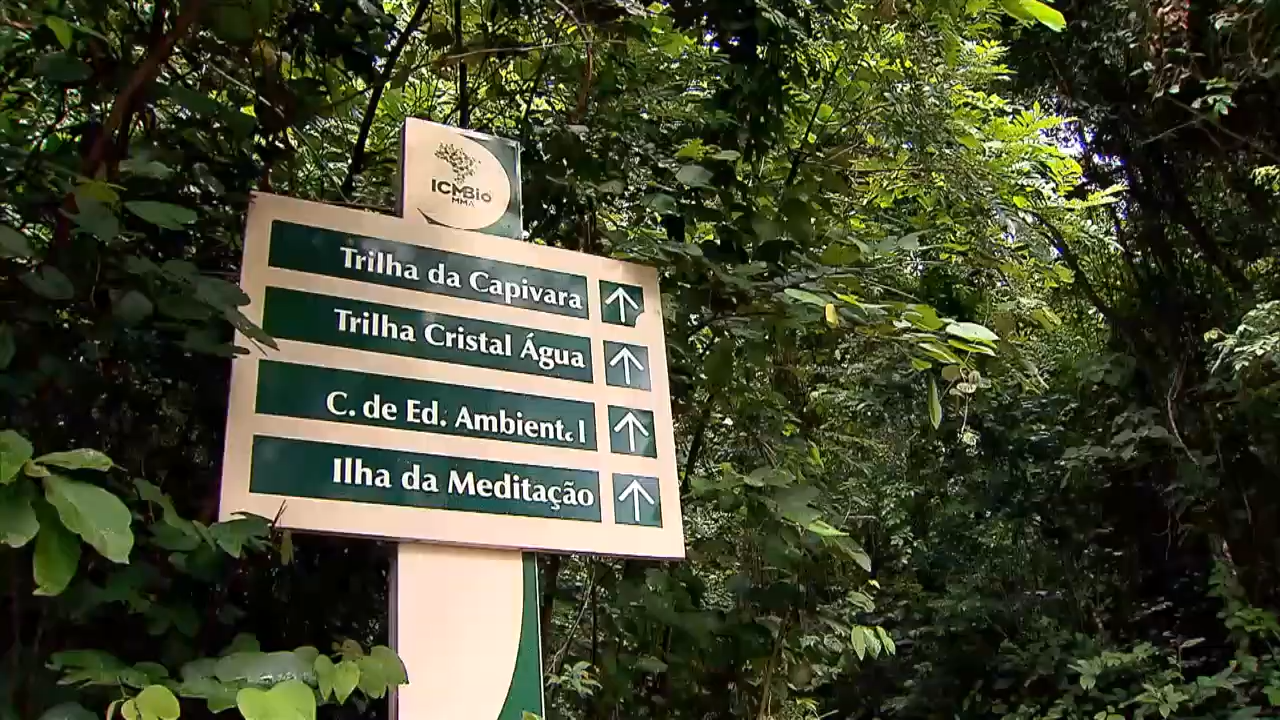 ICMBio
MMA
Trilha da Capivara
Trilha Cristal Água
C. de Ed. Ambient l
Ilha da Meditação